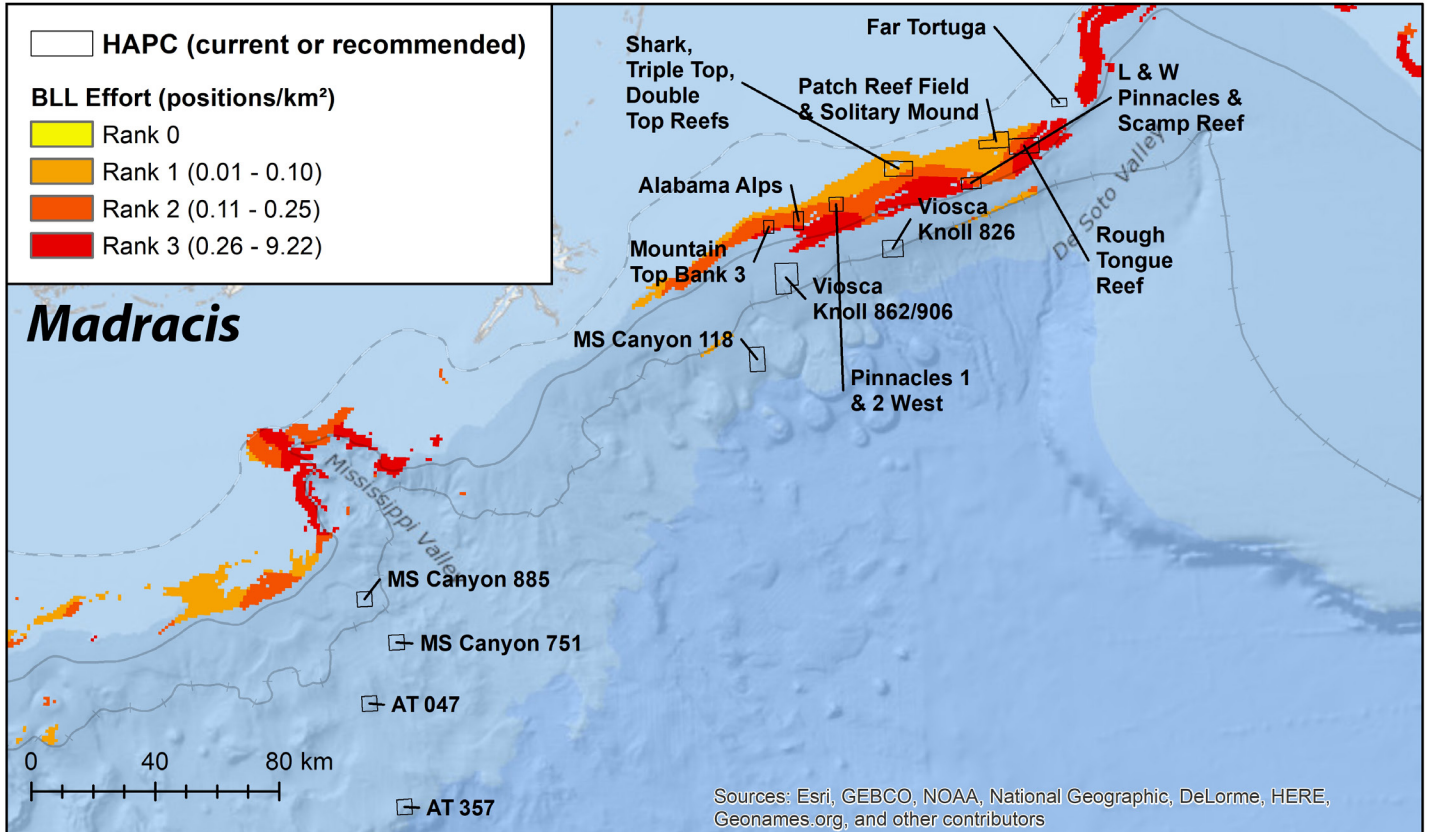 HAPC (current or recommended)
BLL Effort (positions/km²)
Rank 0
Rank 1 (0.01 - 0.10)
Rank 2 (0.11 - 0.25)
Rank 3 (0.26 - 9.22)
Madracis
Shark,
Triple Top,
Double
Top Reefs
Far Tortuga
Patch Reef Field
& Solitary Mound
L & W
Pinnacles &
Scamp Reef
Alabama Alps
Mountain
Top Bank 3
Viosca
Knoll 826
De Soto Valley
Rough
Tongue
Reef
Viosca
Knoll 862/906
MS Canyon 118
Pinnacles 1
& 2 West
Mississippi Valley
MS Canyon 885
MS Canyon 751
AT 047
AT 357
0 40 80 km
Sources: Esri, GEBCO, NOAA, National Geographic, DeLorme, HERE,
Geonames.org, and other contributors